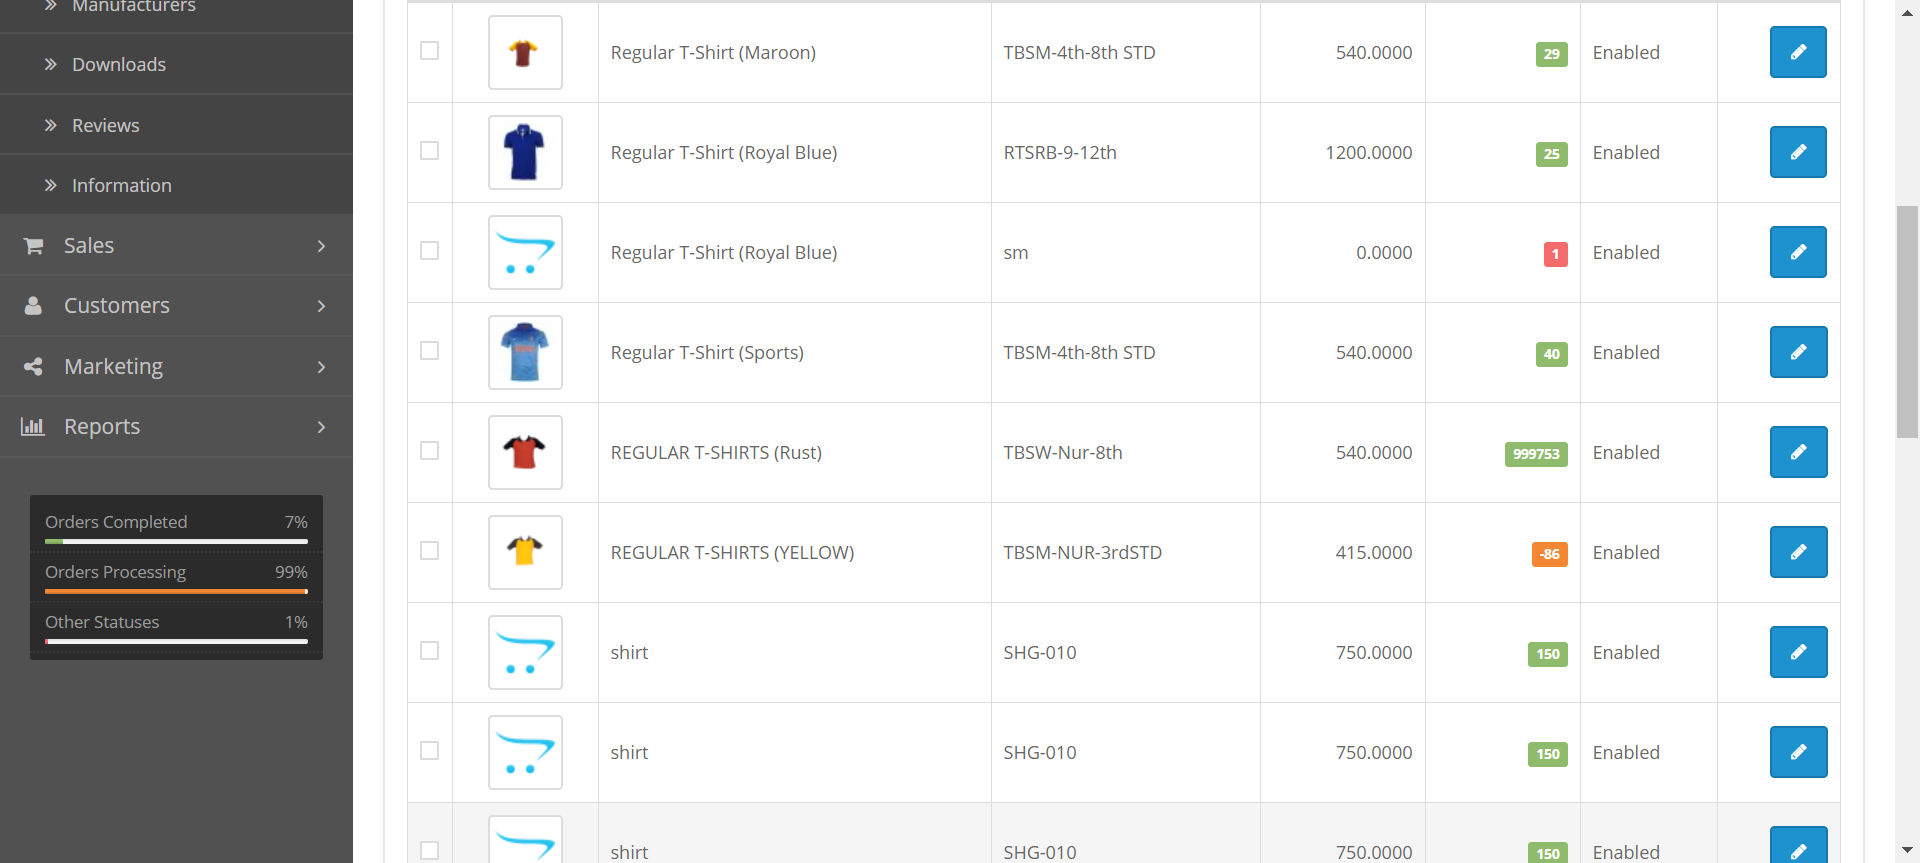 Manufacturers
Downloads
Reviews
Information
Sales
Customers
Marketing
Reports
Orders Completed 7%
Orders Processing 99%
Other Statuses 1%
Regular T-Shirt (Maroon) TBSM-4th-8th STD 540.0000 29 Enabled
Regular T-Shirt (Royal Blue) RTSRB-9-12th 1200.0000 25 Enabled
Regular T-Shirt (Royal Blue) sm 0.0000 1 Enabled
Regular T-Shirt (Sports) TBSM-4th-8th STD 540.0000 40 Enabled
REGULAR T-SHIRTS (Rust) TBSW-Nur-8th 540.0000 999753 Enabled
REGULAR T-SHIRTS (YELLOW) TBSM-NUR-3rdSTD 415.0000 -86 Enabled
shirt SHG-010 750.0000 150 Enabled
shirt SHG-010 750.0000 150 Enabled
shirt SHG-010 750.0000 150 Enabled